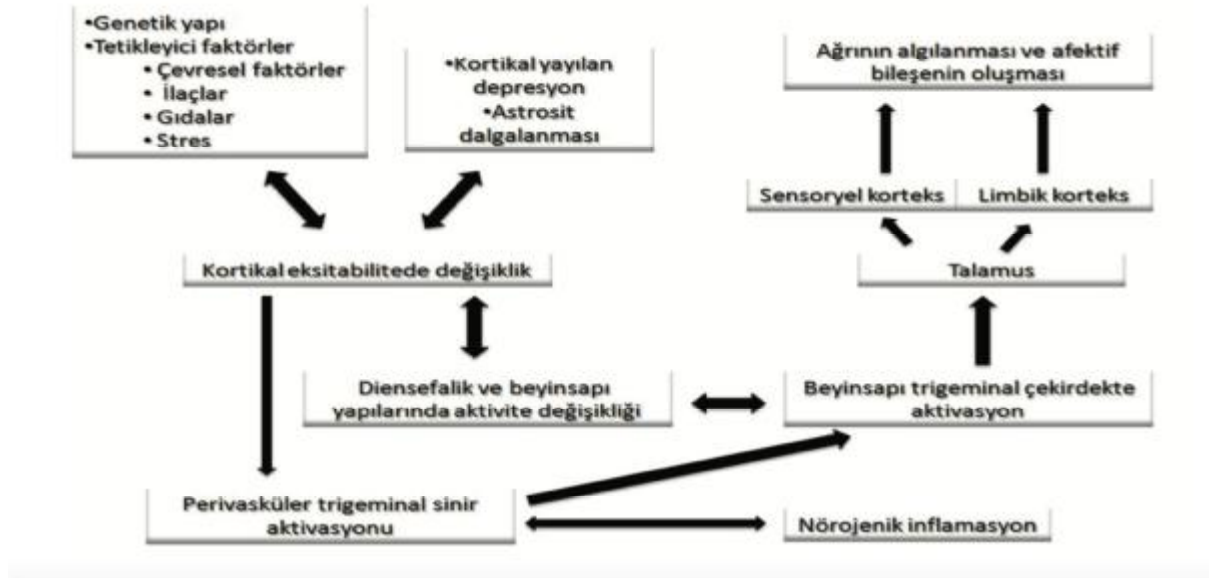 •Genetik yapı
•Tetikleyici faktörler
• Çevresel faktörler
• İlaçlar
• Gıdalar
• Stres
•Kortikal yayılan
depresyon
•Astrosit
dalgalanması
Ağrının algılanması ve afektif
bileşenin oluşması
Sensoryel korteks
Limbik korteks
Kortikal eksitabilitede değişiklik
Talamus
Diensefalik ve beyinsapı
yapılarında aktivite değişikliği
Beyinsapı trigeminal çekirdekte
aktivasyon
Perivasküler trigeminal sinir
aktivasyonu
Nörojenik inflamasyon